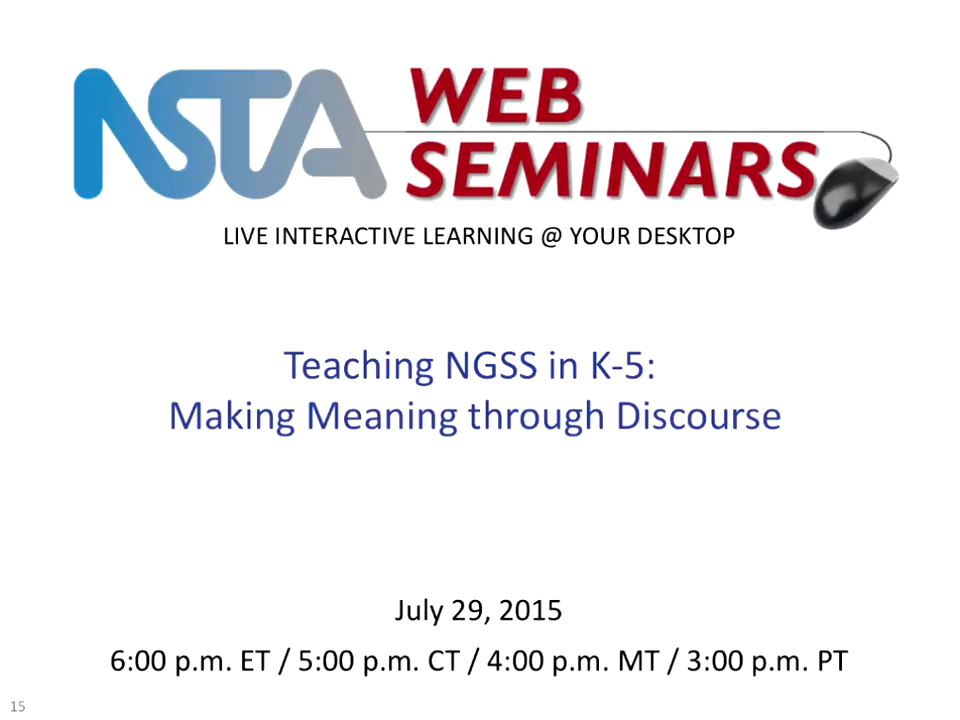 NSTA WEB
SEMINARS
LIVE INTERACTIVE LEARNING @ YOUR DESKTOP
Teaching NGSS in K-5:
Making Meaning through Discourse
July 29, 2015
6:00 p.m. ET / 5:00 p.m. CT / 4:00 p.m. MT / 3:00 p.m. PT
15